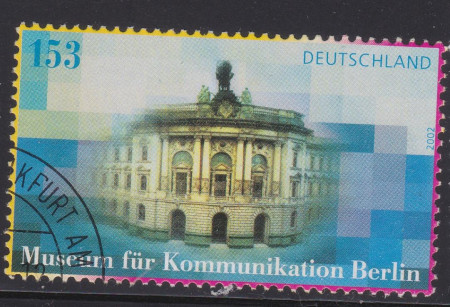 153
DEUTSCHLAND
2002
KFURT AM
Museum für Kommunikation Berlin